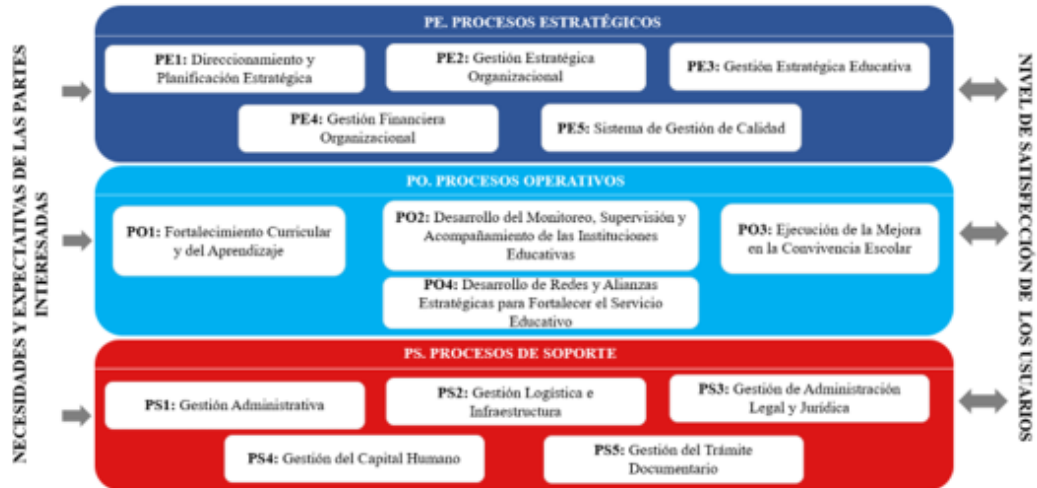 NECESIDADES Y EXPECTATIVAS DE LAS PARTES
INTERESADAS
PE. PROCESOS ESTRATÉGICOS
PE1: Direccionamiento y
Planificación Estratégica
PE2: Gestión Estratégica
Organizacional
PE3: Gestión Estratégica Educativa
PE4: Gestión Financiera
Organizacional
PE5: Sistema de Gestión de Calidad
PO. PROCESOS OPERATIVOS
PO1: Fortalecimiento Curricular
y del Aprendizaje
PO2: Desarrollo del Monitoreo, Supervisión y
Acompañamiento de las Instituciones
Educativas
PO3: Ejecución de la Mejora
en la Convivencia Escolar
PO4: Desarrollo de Redes y Alianzas
Estratégicas para Fortalecer el Servicio
Educativo
PS. PROCESOS DE SOPORTE
PS1: Gestión Administrativa
PS2: Gestión Logística e
Infraestructura
PS3: Gestión de Administración
Legal y Jurídica
PS4: Gestión del Capital Humano
PS5: Gestión del Trámite
Documentario
NIVEL DE SATISFECCIÓN DE LOS USUARIOS